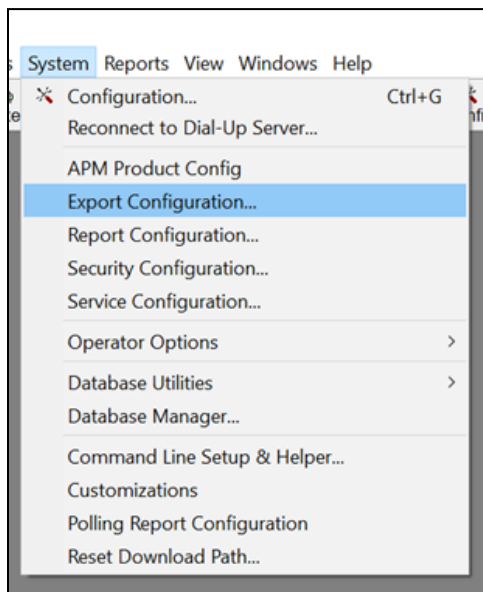 System Reports View Windows Help
Configuration... Ctrl+G
Reconnect to Dial-Up Server...
APM Product Config
Export Configuration...
Report Configuration...
Security Configuration...
Service Configuration...
Operator Options
Database Utilities
Database Manager...
Command Line Setup & Helper...
Customizations
Polling Report Configuration
Reset Download Path...